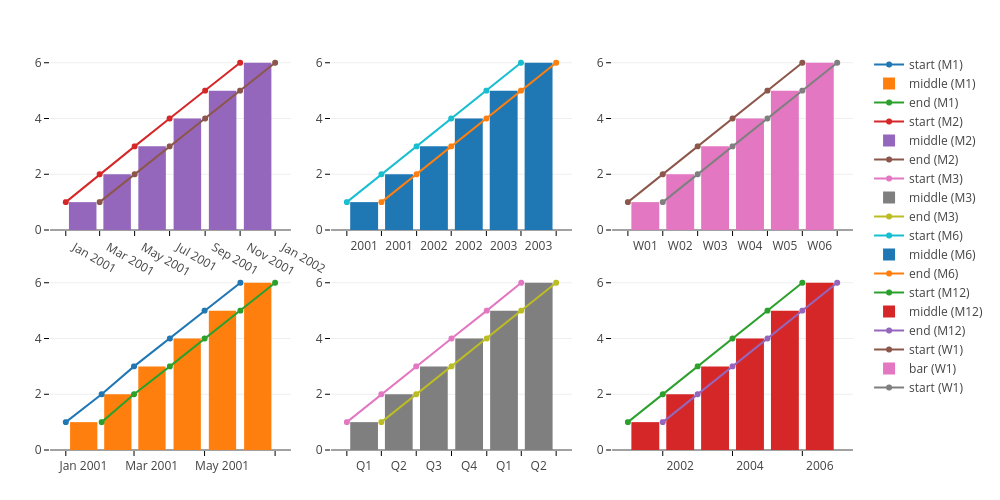 6
4
2
0
Jan 2001
Mar 2001
May 2001
Jul 2001
Sep 2001
Nov 2001
Jan 2002
6
4
2
0
2001 2001 2002 2002 2003 2003
6
4
2
0
W01 W02 W03 W04 W05 W06
6
4
2
0
Jan 2001 Mar 2001 May 2001
6
4
2
0
Q1 Q2 Q3 Q4 Q1 Q2
6
4
2
0
2002 2004 2006
start (M1)
middle (M1)
end (M1)
start (M2)
middle (M2)
end (M2)
start (M3)
middle (M3)
end (M3)
start (M6)
middle (M6)
end (M6)
start (M12)
middle (M12)
end (M12)
start (W1)
bar (W1)
start (W1)